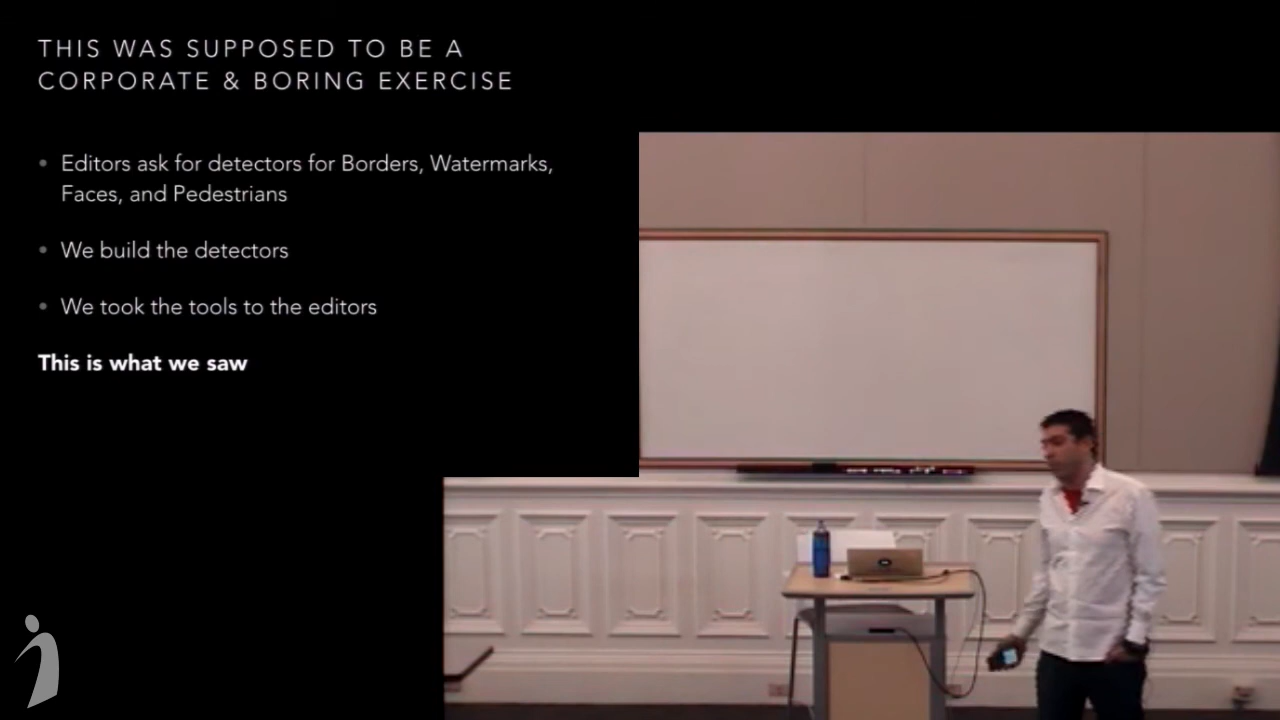 THIS WAS SUPPOSED TO BE A
CORPORATE & BORING EXERCISE
• Editors ask for detectors for Borders, Watermarks,
Faces, and Pedestrians
• We build the detectors
• We took the tools to the editors
This is what we saw